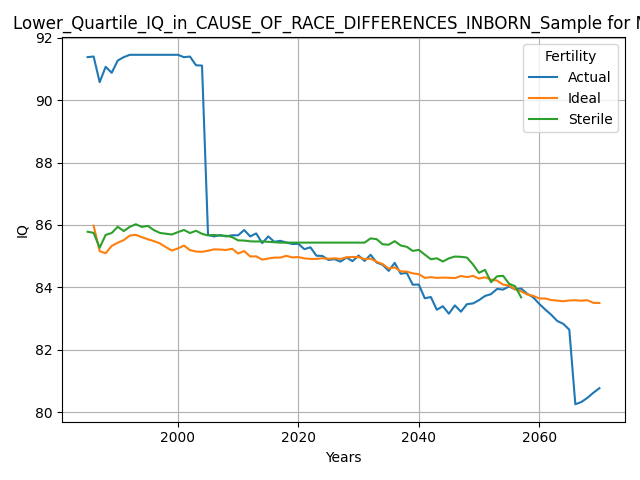 Lower_Quartile_IQ_in_CAUSE_OF_RACE_DIFFERENCES_INBORN_Sample for
92
90
88
86
84
82
80
IQ
2000
2020
2040
2060
Years
Fertility
Actual
Ideal
Sterile